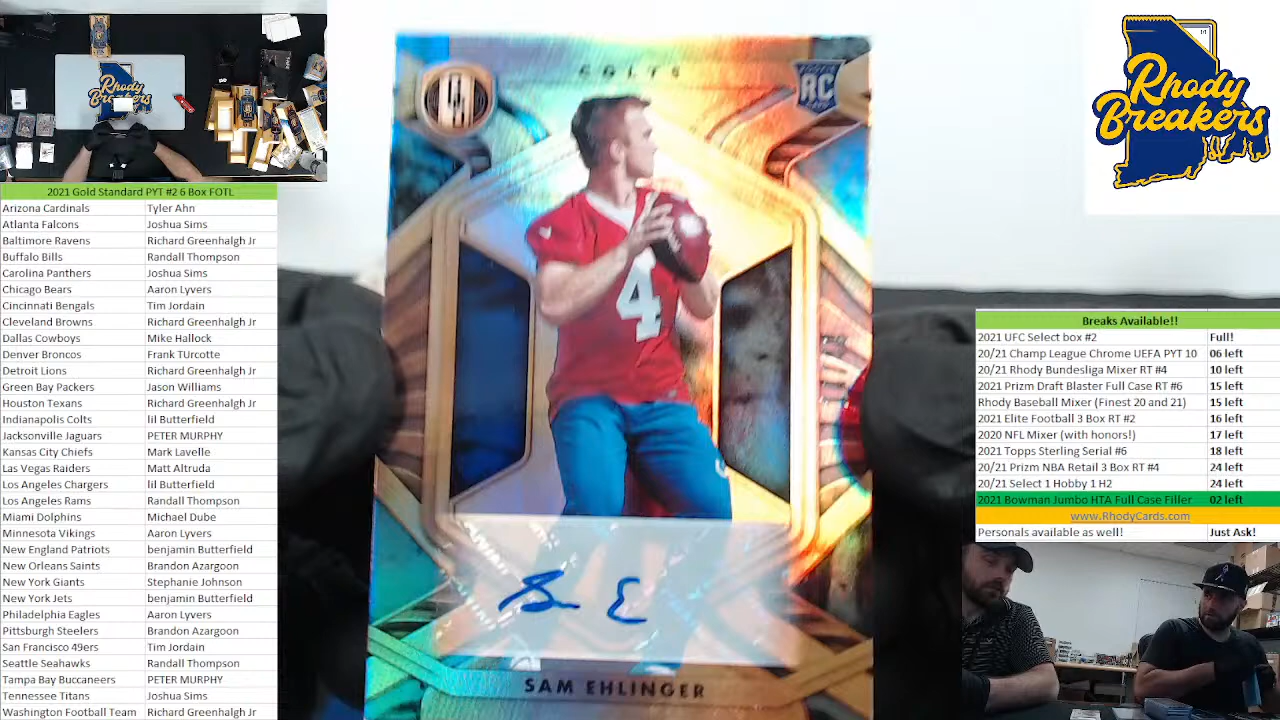 Rhody
Breakers
2021 Gold Standard PYT #2 6 Box FOTL
Arizona Cardinals Tyler Ahn
Atlanta Falcons Joshua Sims
Baltimore Ravens Richard Greenhalgh Jr
Buffalo Bills Randall Thompson
Carolina Panthers Joshua Sims
Chicago Bears Aaron Lyvers
Cincinnati Bengals Tim Jordain
Cleveland Browns Richard Greenhalgh Jr
Dallas Cowboys Mike Hallock
Denver Broncos Frank TUrcotte
Detroit Lions Richard Greenhalgh Jr
Green Bay Packers Jason Williams
Houston Texans Richard Greenhalgh Jr
Indianapolis Colts lil Butterfield
Jacksonville Jaguars PETER MURPHY
Kansas City Chiefs Mark Lavelle
Las Vegas Raiders Matt Altruda
Los Angeles Chargers lil Butterfield
Los Angeles Rams Randall Thompson
Miami Dolphins Michael Dube
Minnesota Vikings Aaron Lyvers
New England Patriots benjamin Butterfield
New Orleans Saints Brandon Azargoon
New York Giants Stephanie Johnson
New York Jets benjamin Butterfield
Philadelphia Eagles Aaron Lyvers
Pittsburgh Steelers Brandon Azargoon
San Francisco 49ers Tim Jordain
Seattle Seahawks Randall Thompson
Tampa Bay Buccaneers PETER MURPHY
Tennessee Titans Joshua Sims
Washington Football Team Richard Greenhalgh Jr
COLTS
RC
4
SAM EHLINGER
Rhody
Breakers
Breaks Available!!
2021 UFC Select box #2 Full!
20/21 Champ League Chrome UEFA PYT 10 06 left
20/21 Rhody Bundesliga Mixer RT #4 10 left
2021 Prizm Draft Blaster Full Case RT #6 15 left
Rhody Baseball Mixer (Finest 20 and 21) 15 left
2021 Elite Football 3 Box RT #2 16 left
2020 NFL Mixer (with honors!) 17 left
2021 Topps Sterling Serial #6 18 left
20/21 Prizm NBA Retail 3 Box RT #4 24 left
20/21 Select 1 Hobby 1 H2 24 left
2021 Bowman Jumbo HTA Full Case Filler 02 left
www.RhodyCards.com
Personals available as well! Just Ask!